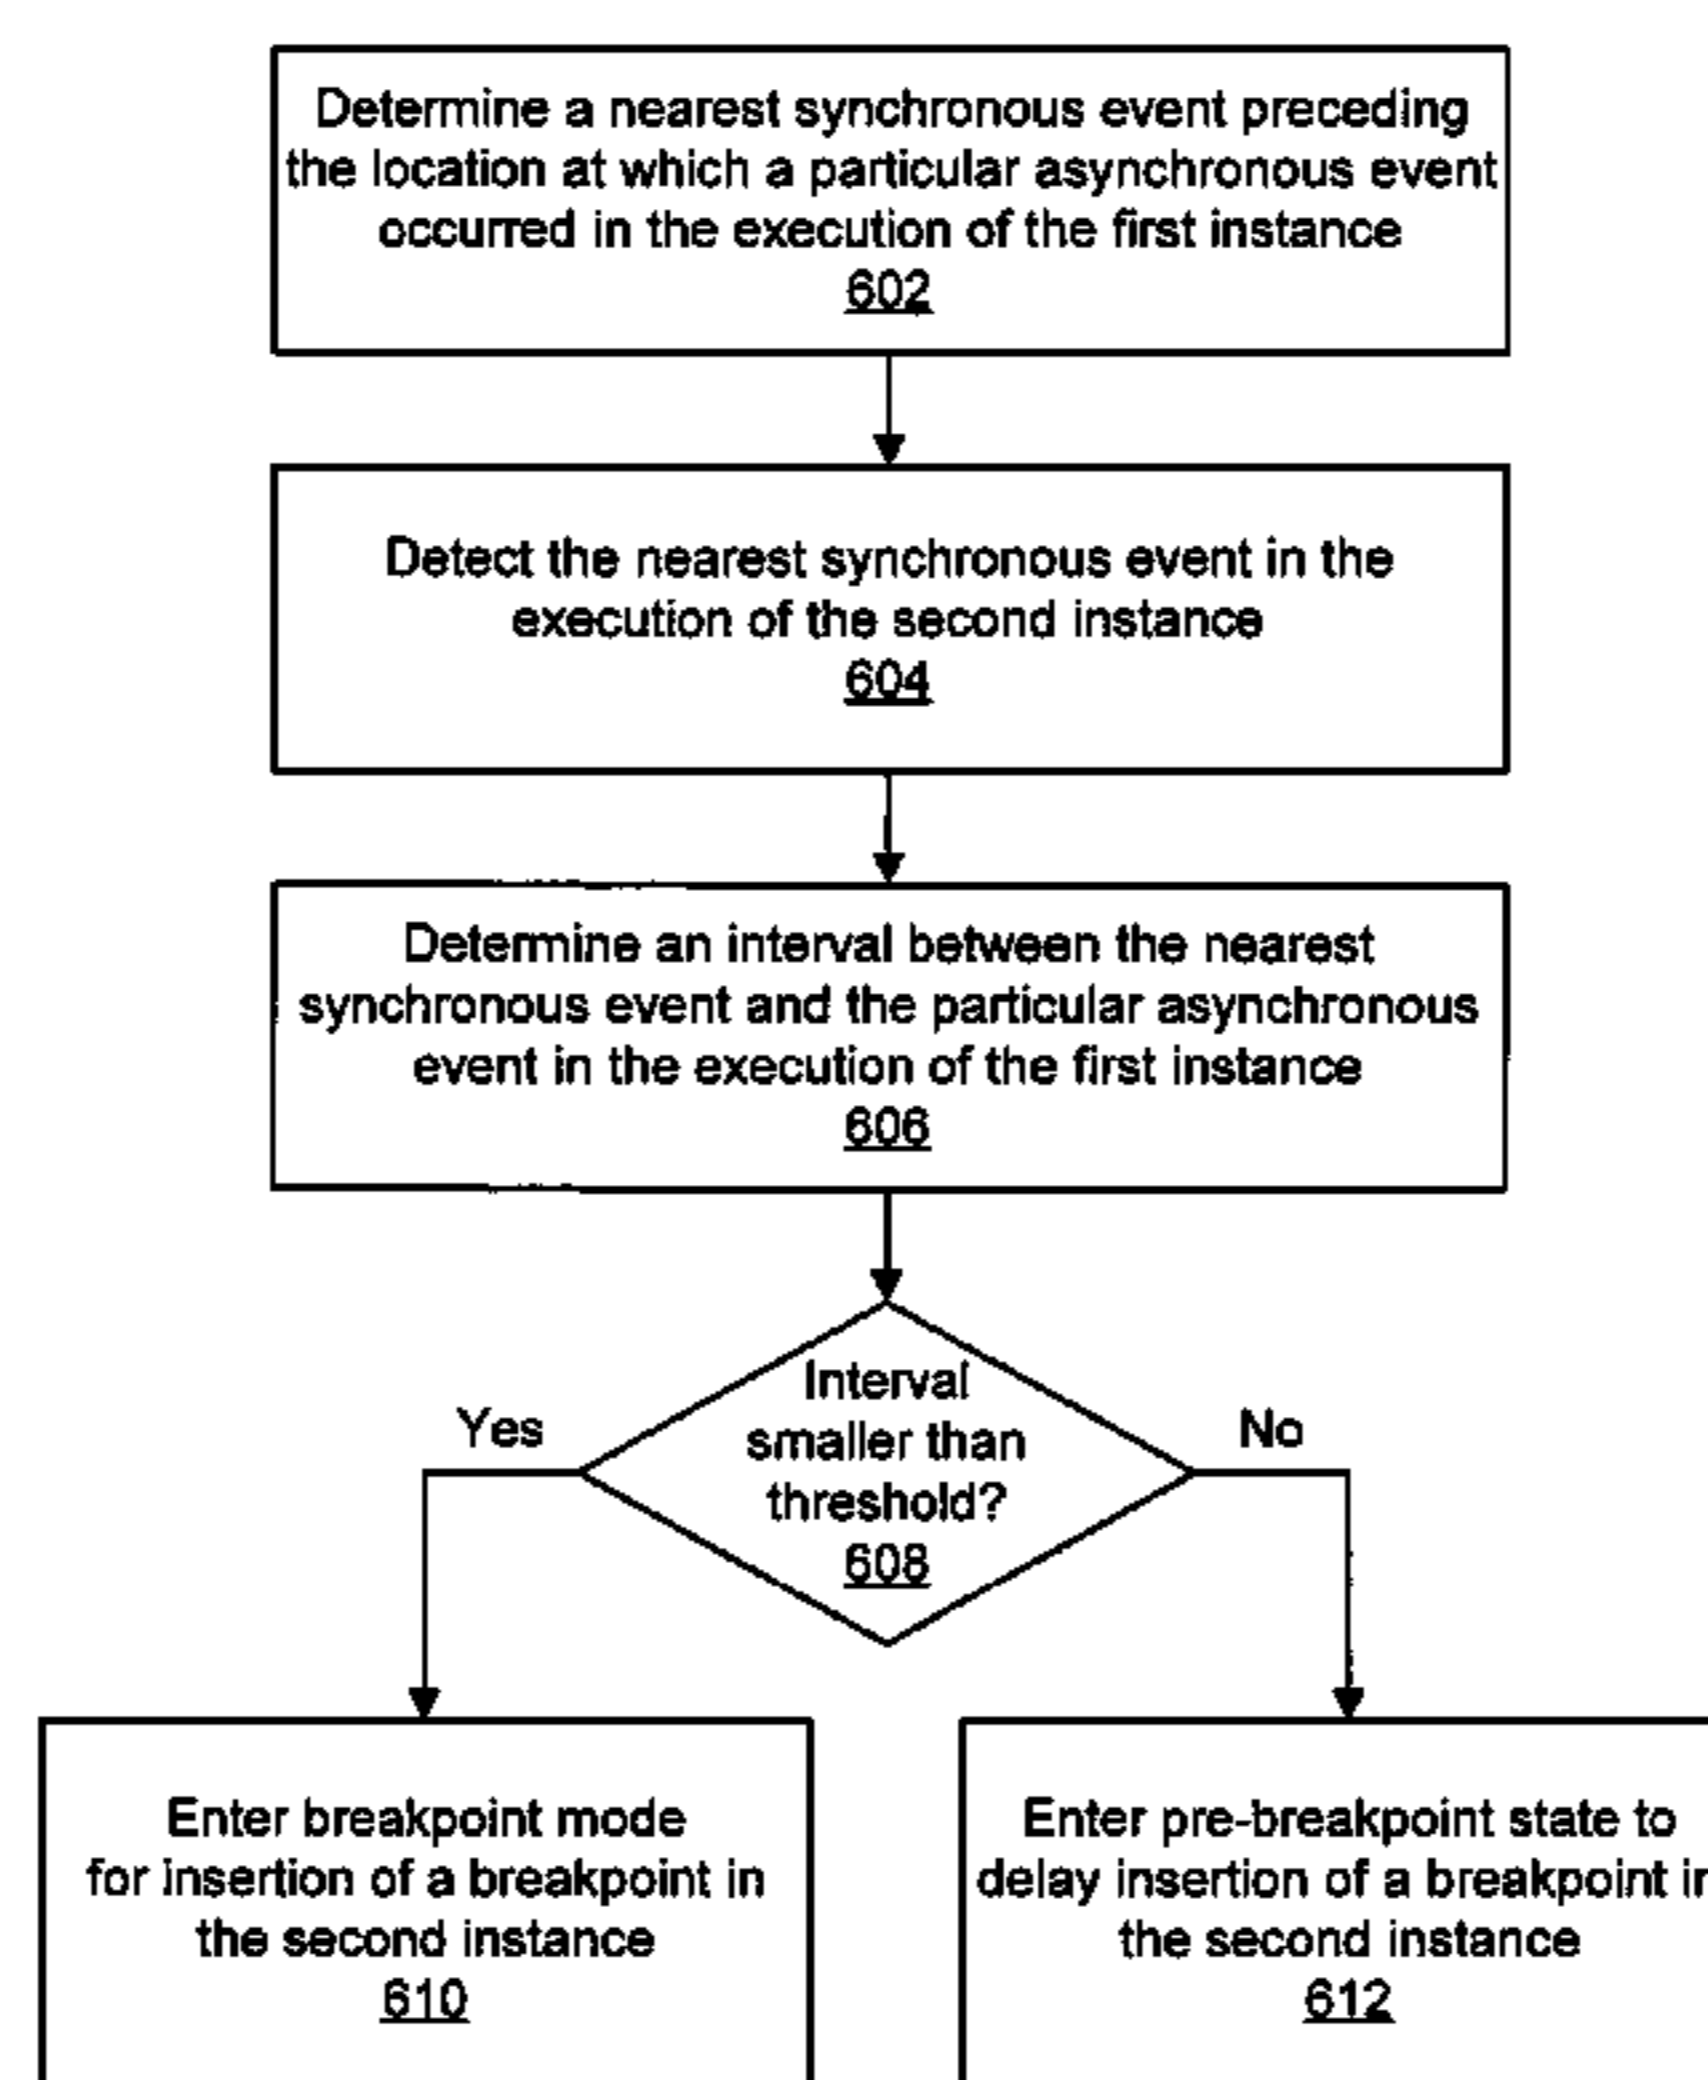 Determine a nearest synchronous event preceding
the location at which a particular asynchronous event
occurred in the execution of the first instance
602
Detect the nearest synchronous event in the
execution of the second instance
604
Determine an interval between the nearest
synchronous event and the particular asynchronous
event in the execution of the first instance
606
Interval
smaller than
threshold?
608
Yes
No
Enter breakpoint mode
for insertion of a breakpoint in
the second instance
610
Enter pre-breakpoint state to
delay insertion of a breakpoint in
the second instance
612